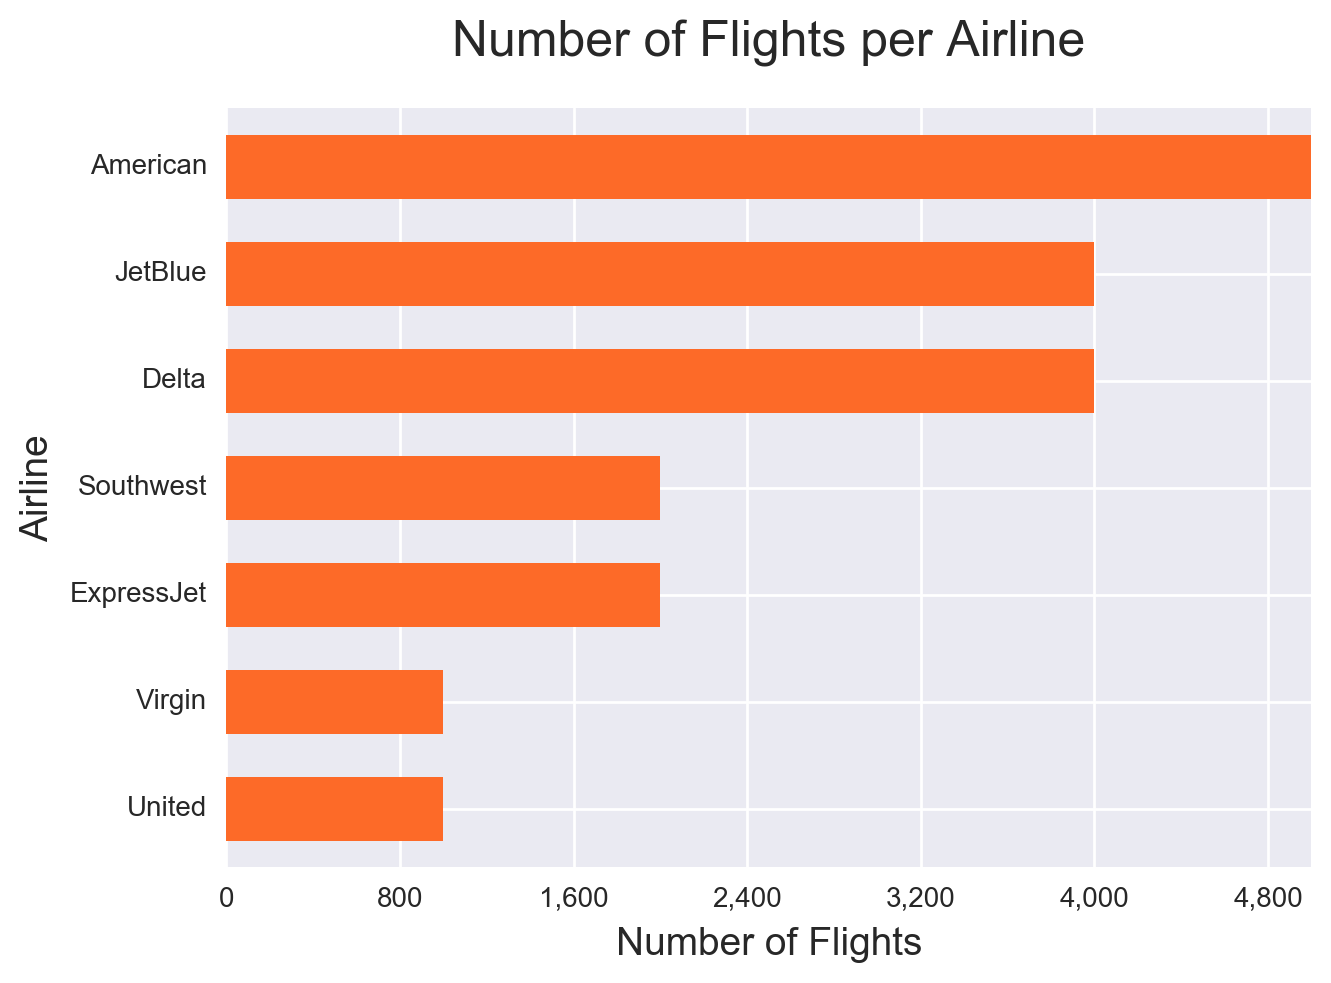 Number of Flights per Airline
American
JetBlue
Delta
Southwest
ExpressJet
Virgin
United
Airline
0 800 1,600 2,400 3,200 4,000 4,800
Number of Flights